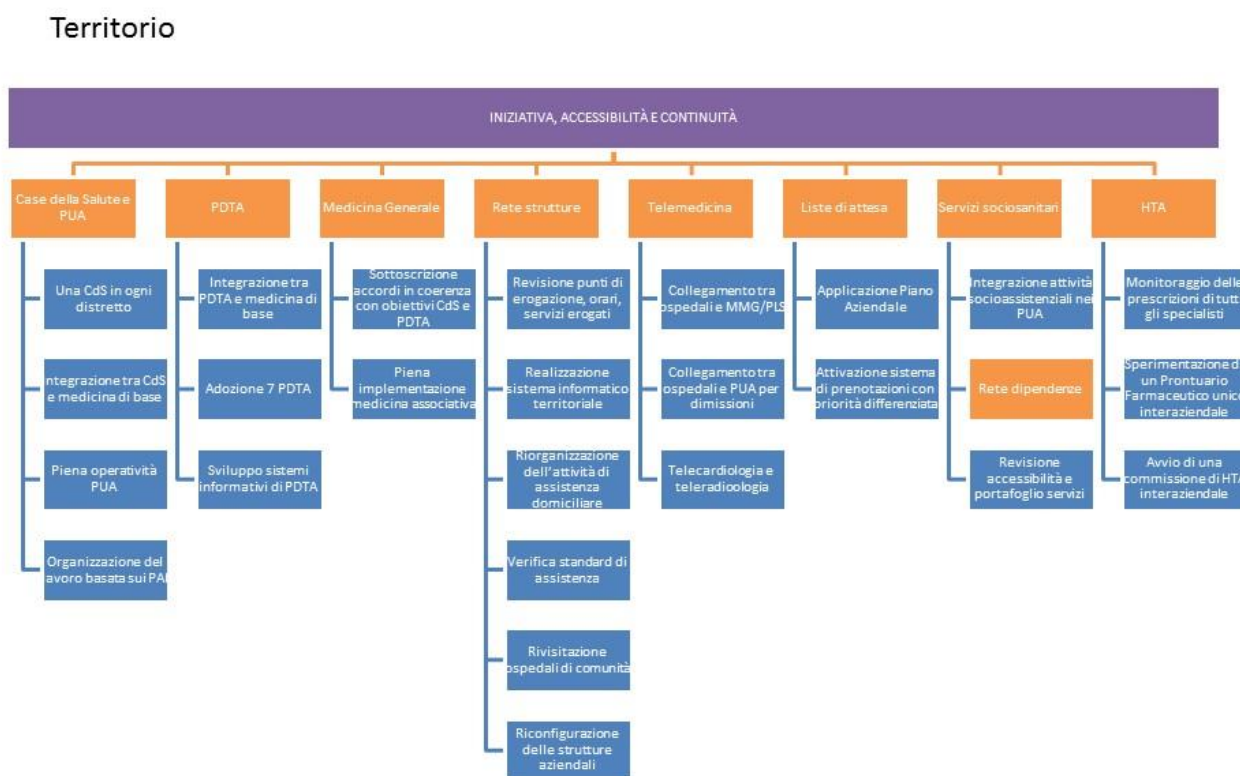 Territorio
INIZIATIVA, ACCESSIBILITÀ E CONTINUITÀ
Case della Salute e
PUA
PDTA
Medicina Generale
Rete strutture
Telemedicina
Liste di attesa
Servizi sociosanitari
HTA
Una CdS in ogni
distretto
Integrazione tra CdS
e medicina di base
Piena operatività
PUA
Organizzazione del
lavoro basata sui PAI
Integrazione tra
PDTA e medicina di
base
Adozione 7 PDTA
Sviluppo sistemi
informativi di PDTA
Sottoscrizione
accordi in coerenza
con obiettivi CdS e
PDTA
Piena
implementazione
medicina associativa
Revisione punti di
erogazione, orari,
servizi erogati
Realizzazione
sistema informatico
territoriale
Riorganizzazione
dell'attività di
assistenza
domiciliare
Verifica standard di
assistenza
Rivisitazione
ospedali di comunità
Riconfigurazione
delle strutture
aziendali
Collegamento tra
ospedali e MMG/PLS
Collegamento tra
ospedali e PUA per
dimissioni
Telecardiologia e
teleradioologia
Applicazione Piano
Aziendale
Attivazione sistema
di prenotazioni con
priorità differenziata
Integrazione attività
socioassistenziali nei
PUA
Rete dipendenze
Revisione
accessibilità e
portafoglio servizi
Monitoraggio delle
prescrizioni di tutti
gli specialisti
Sperimentazione di
un Prontuario
Farmaceutico unico
interaziendale
Avvio di una
commissione di HTA
interaziendale